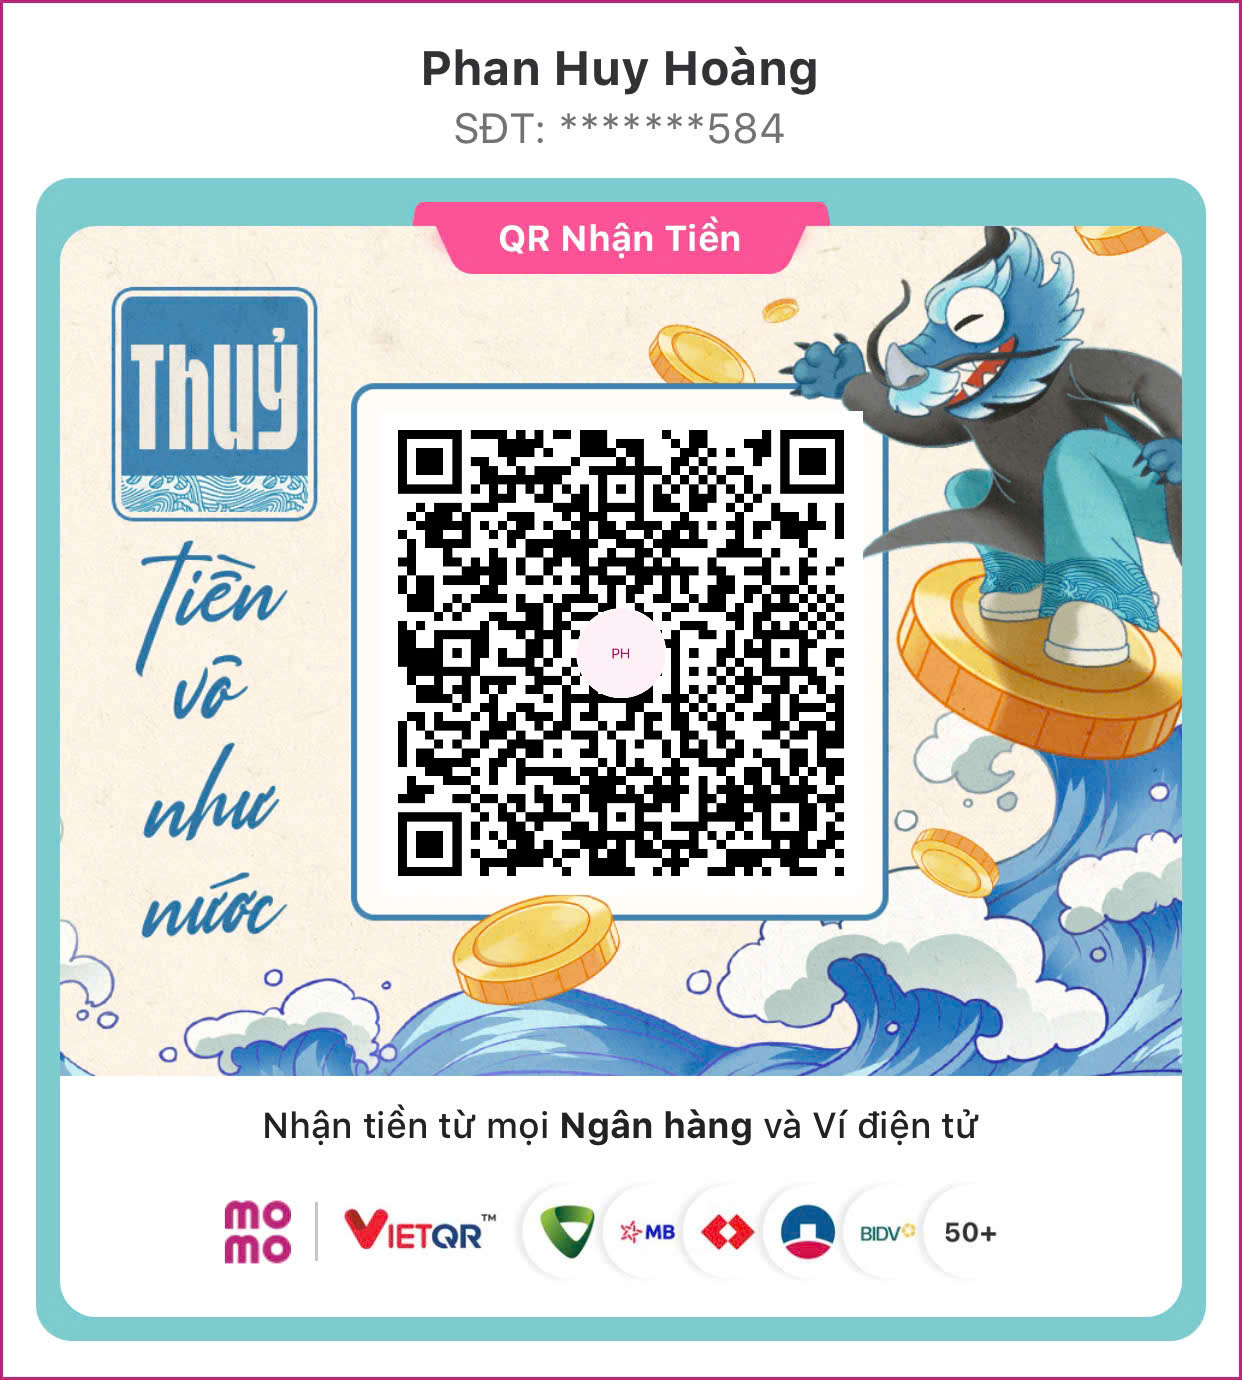 Phan Huy Hoàng
SĐT: *******584
QR Nhận Tiền
Thuỷ
Tiền
vô
như
nước
PH
Nhận tiền từ mọi Ngân hàng và Ví điện tử
mo
mo
VIETQR™
MB
BIDV
50+